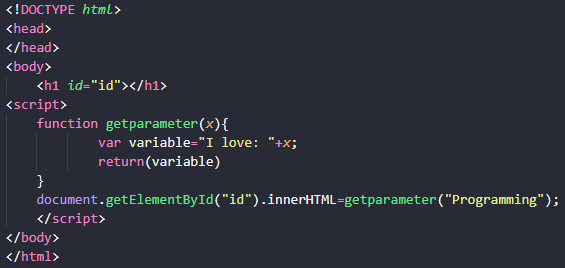 <!DOCTYPE html>
<head>
</head>
<body>
    <h1 id="id"></h1>
<script>
    function getparameter(x){
            var variable="I love: "+x;
            return(variable)
    }
    document.getElementById("id").innerHTML=getparameter("Programming");
    </script>
</body>
</html>